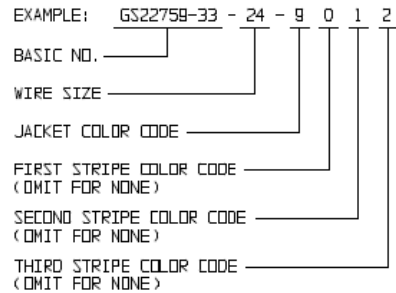 EXAMPLE: GS22759-33 - 24 - 9 0 1 2
BASIC NO.
WIRE SIZE
JACKET COLOR CODE
FIRST STRIPE COLOR CODE
(OMIT FOR NONE)
SECOND STRIPE COLOR CODE
(OMIT FOR NONE)
THIRD STRIPE COLOR CODE
(OMIT FOR NONE)